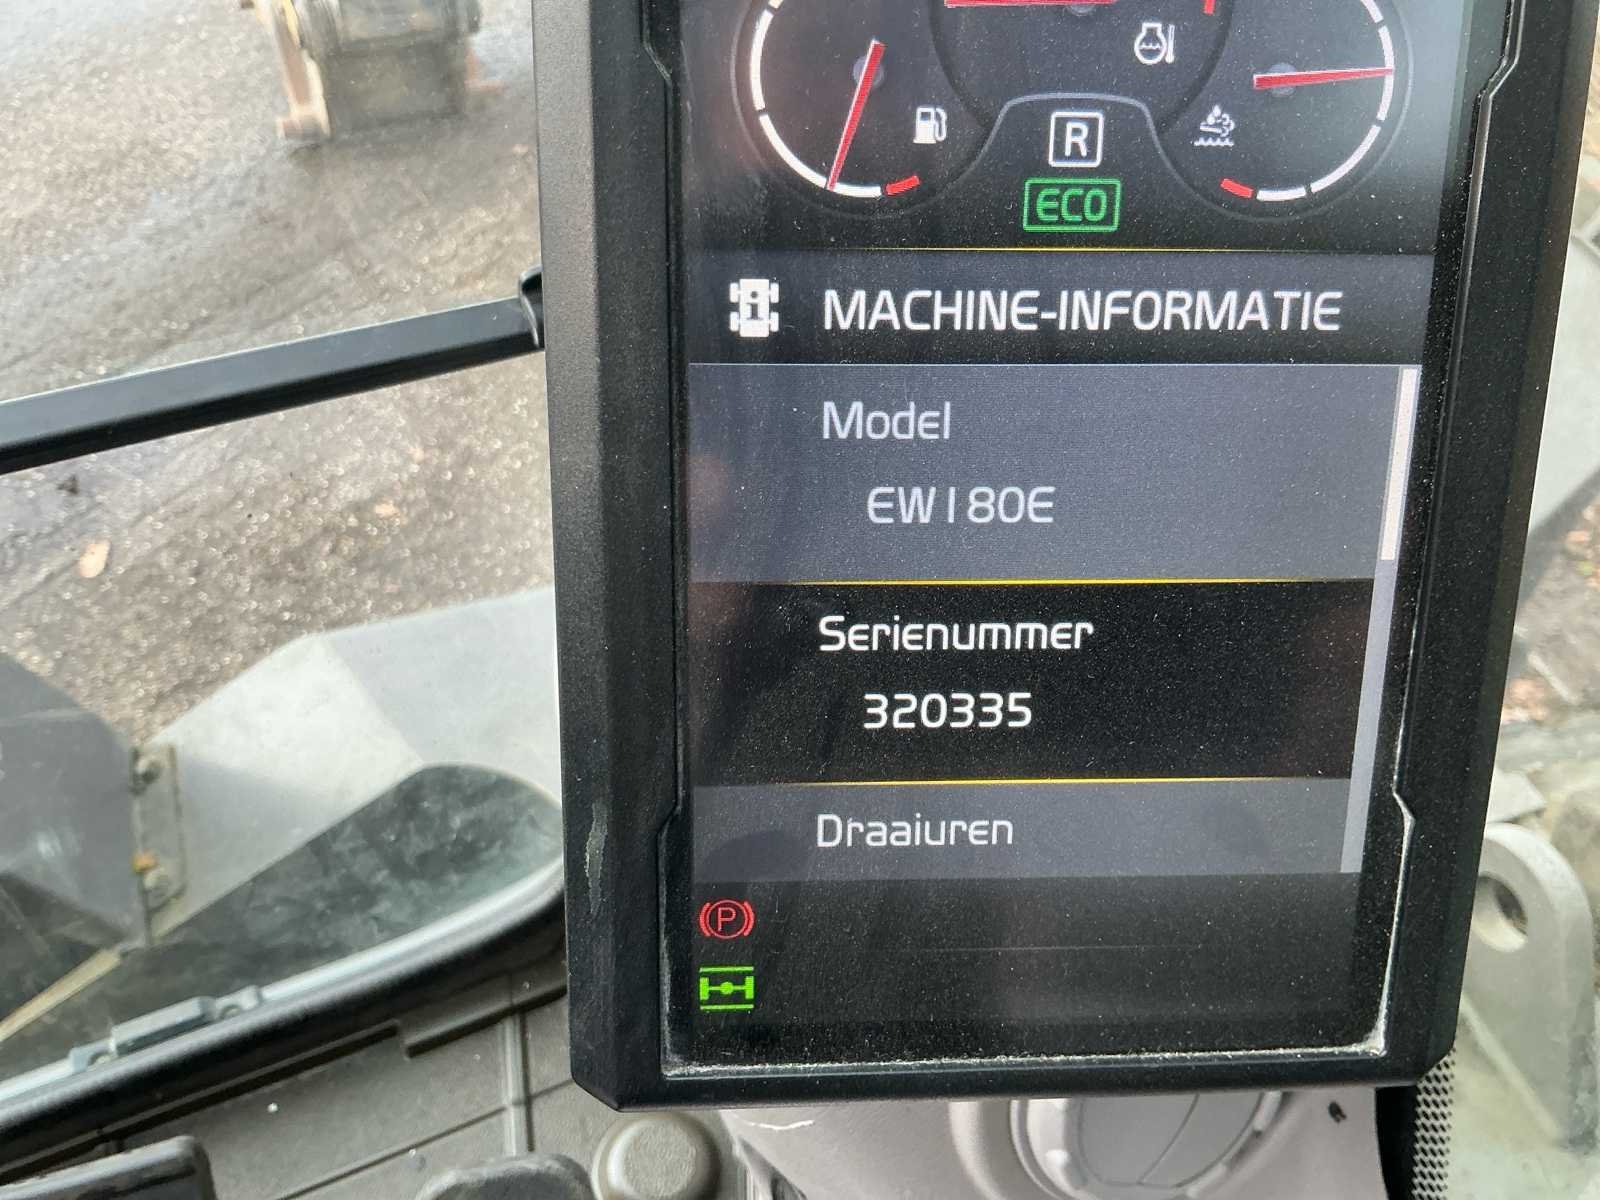 R
ECO
MACHINE-INFORMATIE
Model
EW180E
Serienummer
320335
Draaiuren
P